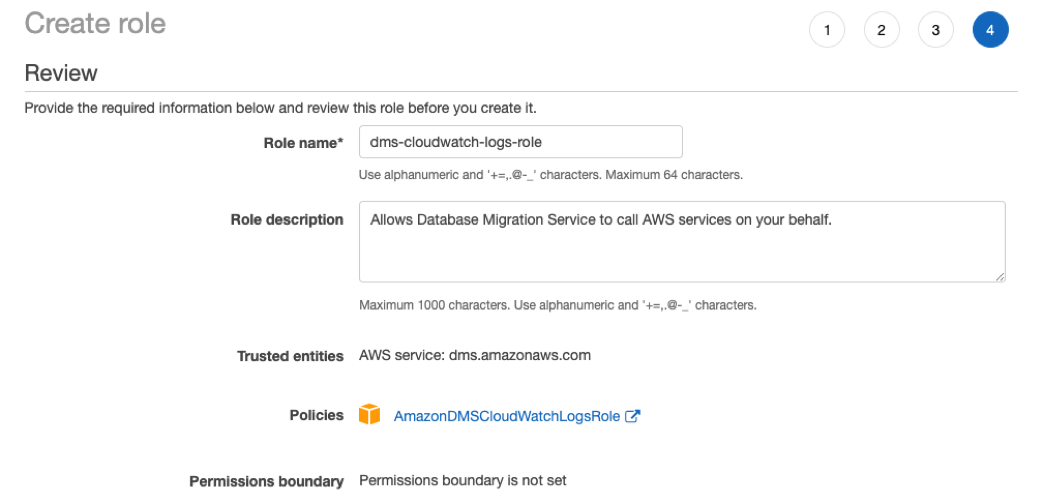 Create role
1 2 3 4
Review
Provide the required information below and review this role before you create it.
Role name* dms-cloudwatch-logs-role
Use alphanumeric and '+=,.@-_' characters. Maximum 64 characters.
Role description Allows Database Migration Service to call AWS services on your behalf.
Maximum 1000 characters. Use alphanumeric and '+=,.@-_' characters.
Trusted entities AWS service: dms.amazonaws.com
Policies AmazonDMSCloudWatchLogsRole
Permissions boundary Permissions boundary is not set